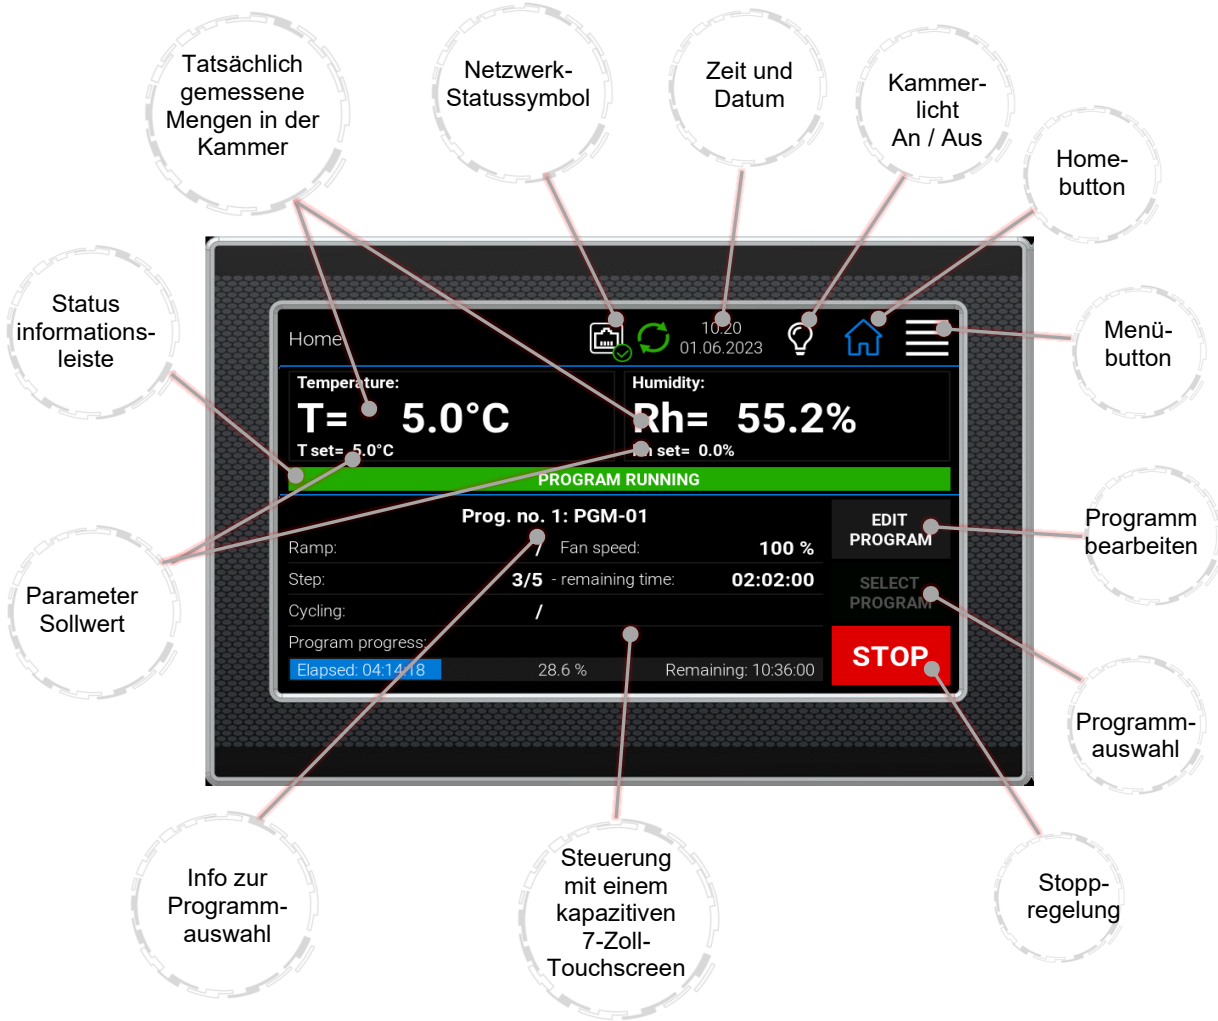 Tatsächlich
gemessene
Mengen in der
Kammer
Netzwerk-
Statussymbol
Zeit und
Datum
Kammer-
licht
An / Aus
Home-
button
Status
informations-
leiste
Menü-
button
Home
10:20
01.06.2023
Temperature:
T= 5.0°C
T set= 5.0°C
Humidity:
Rh= 55.2%
Rh set= 0.0%
PROGRAM RUNNING
Prog. no. 1: PGM-01
Ramp: / Fan speed: 100 %
Step: 3/5 - remaining time: 02:02:00
Cycling: /
Program progress:
Elapsed: 04:14:18 28.6 % Remaining: 10:36:00
EDIT
PROGRAM
SELECT
PROGRAM
STOP
Programm
bearbeiten
Parameter
Sollwert
Programm-
auswahl
Info zur
Programm-
auswahl
Steuerung
mit einem
kapazitiven
7-Zoll-
Touchscreen
Stopp-
regelung